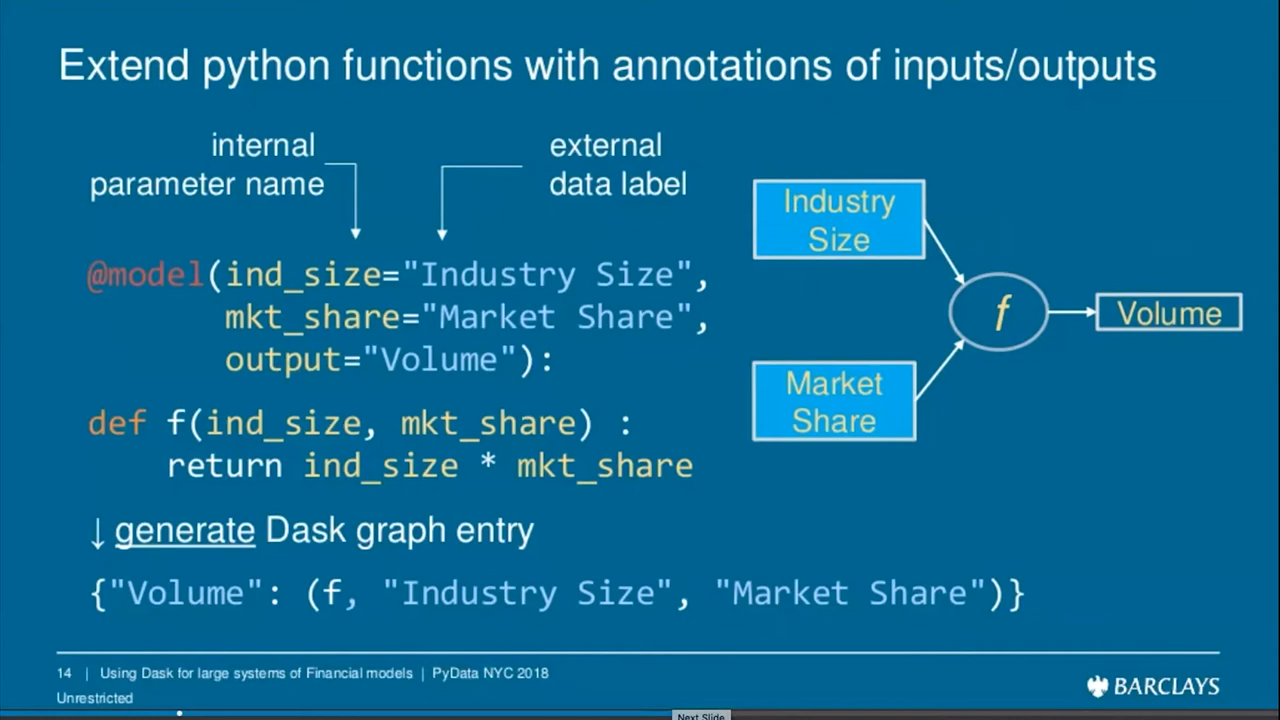 Extend python functions with annotations of inputs/outputs
internal
parameter name
external
data label
@model(ind_size="Industry Size",
mkt_share="Market Share",
output="Volume"):
def f(ind_size, mkt_share) :
return ind_size * mkt_share
↓ generate Dask graph entry
{"Volume": (f, "Industry Size", "Market Share")}
Industry
Size
f
Volume
Market
Share
14 | Using Dask for large systems of Financial models | PyData NYC 2018
Unrestricted
BARCLAYS
Next Slide